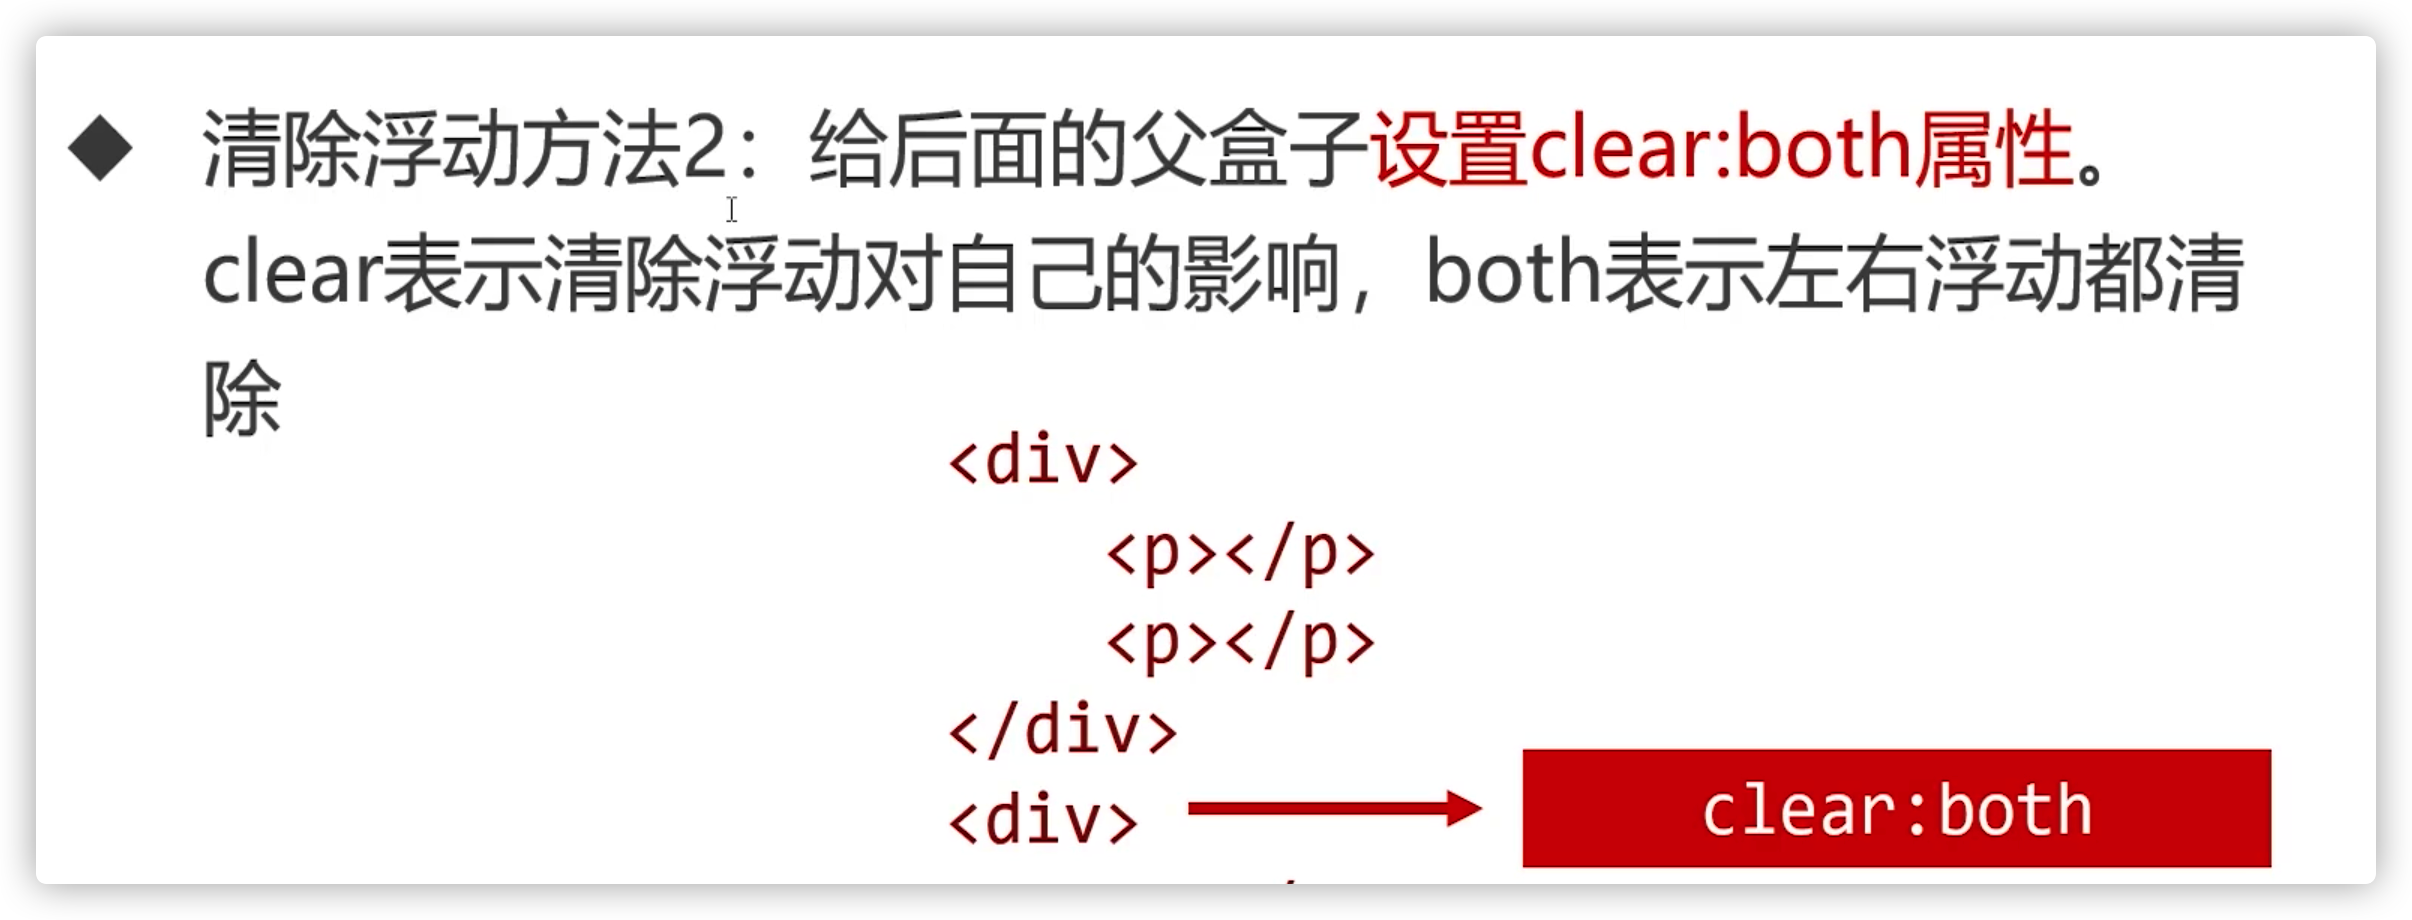 清除浮动方法2：给后面的父盒子设置clear:both属性。
clear表示清除浮动对自己的影响，both表示左右浮动都清
除
<div>
<p></p>
<p></p>
</div>
<div>
clear:both